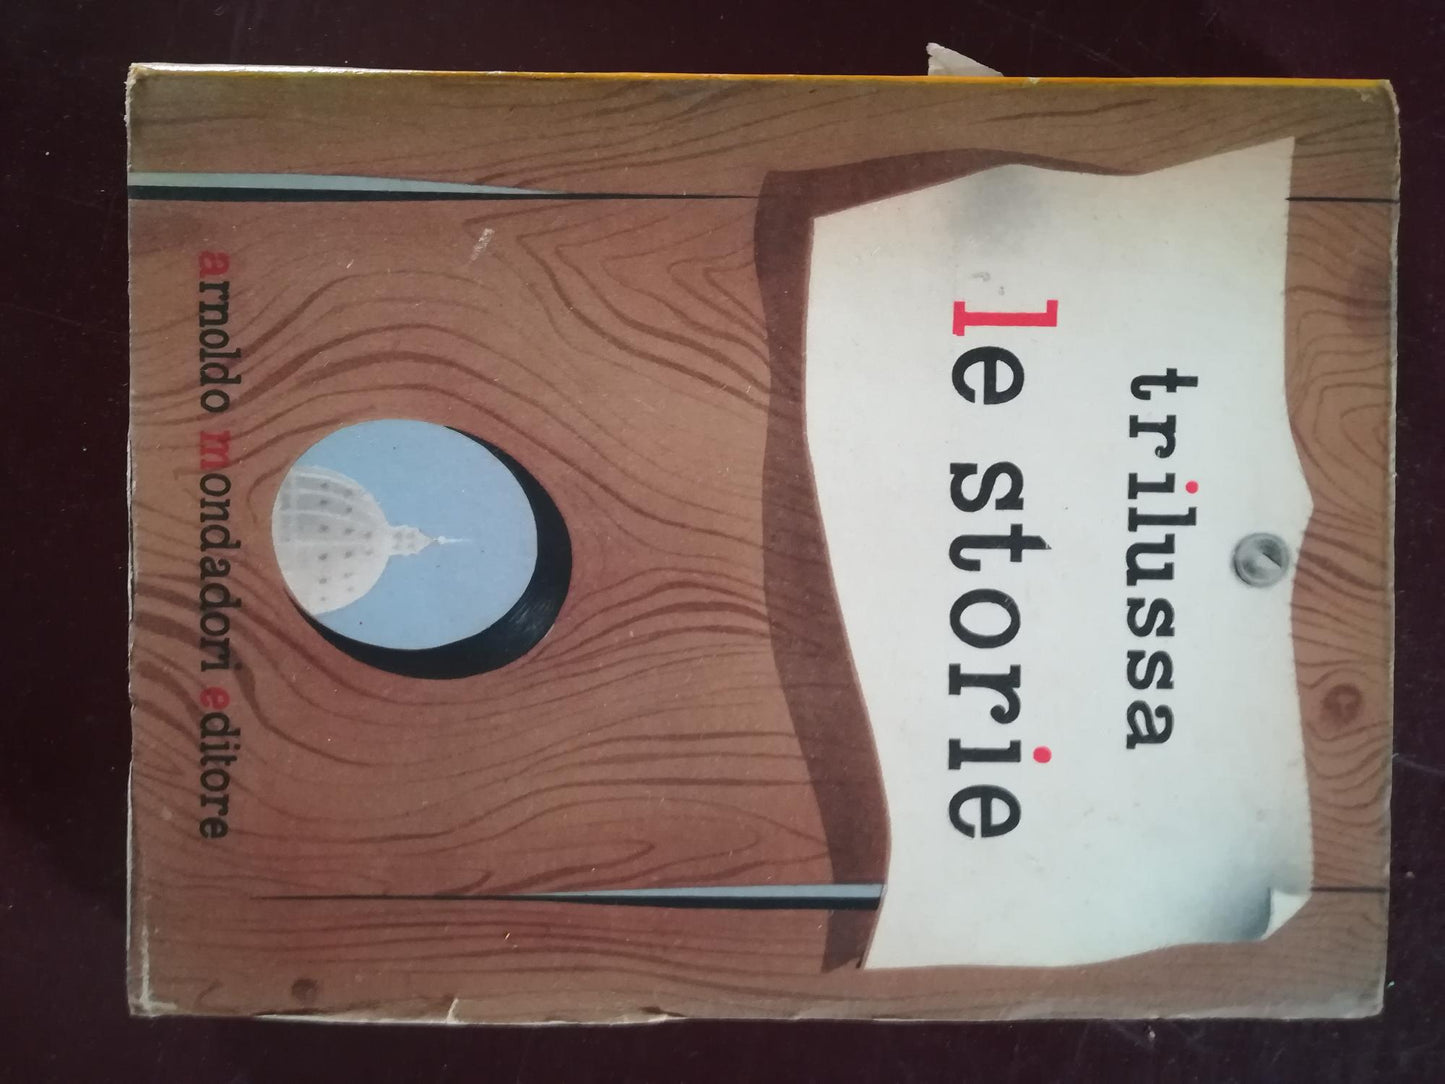 trilussa
le storie
arnoldo mondadori editore